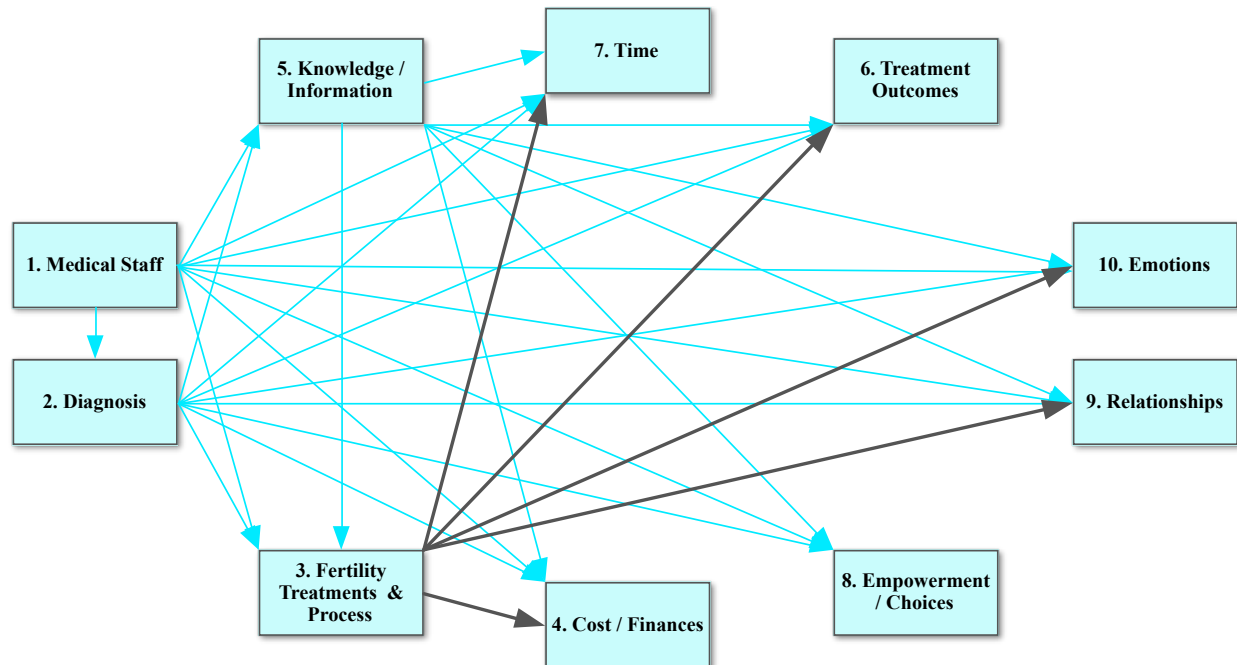 7. Time
5. Knowledge /
Information
6. Treatment
Outcomes
1. Medical Staff
10. Emotions
2. Diagnosis
9. Relationships
3. Fertility
Treatments &
Process
8. Empowerment
/ Choices
4. Cost / Finances